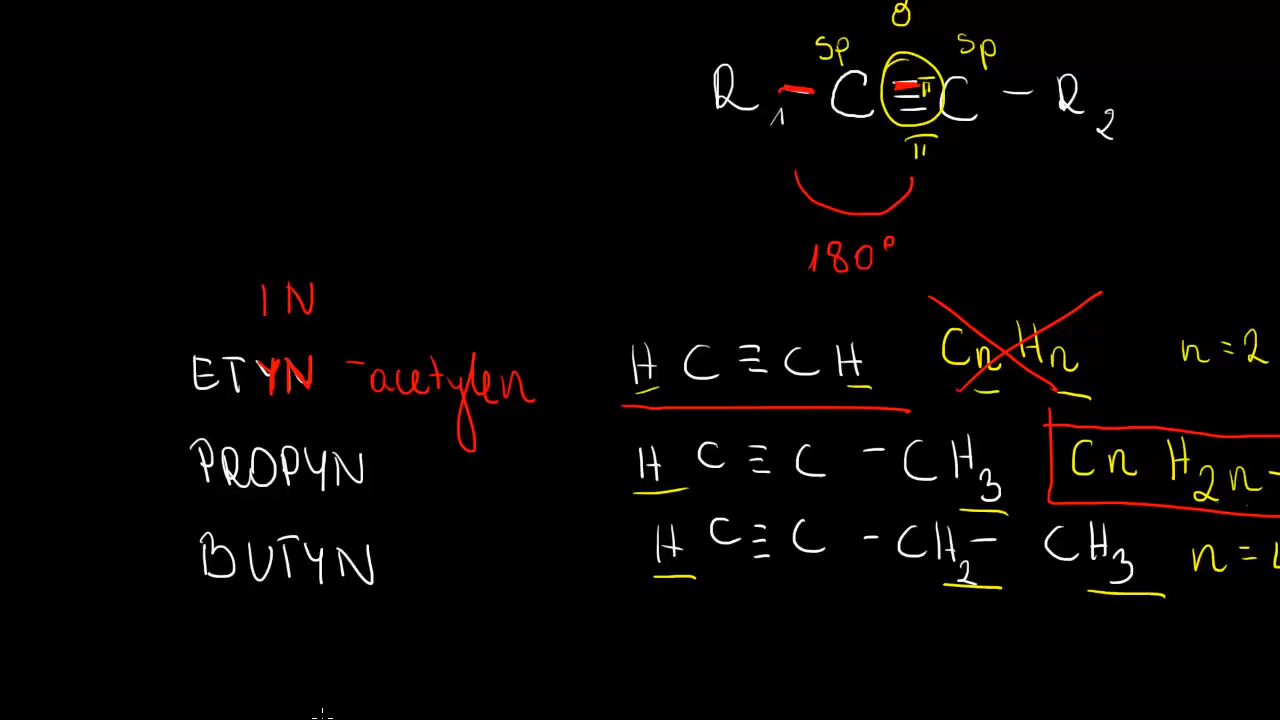 sp sp
R1 - C ≡ C - R2
π
π
180°
IN
ETYN - acetylen HC ≡ CH CnHn n=2
PROPYN HC ≡ C - CH3 CnH2n-
BUTYN HC ≡ C - CH2 - CH3 n=